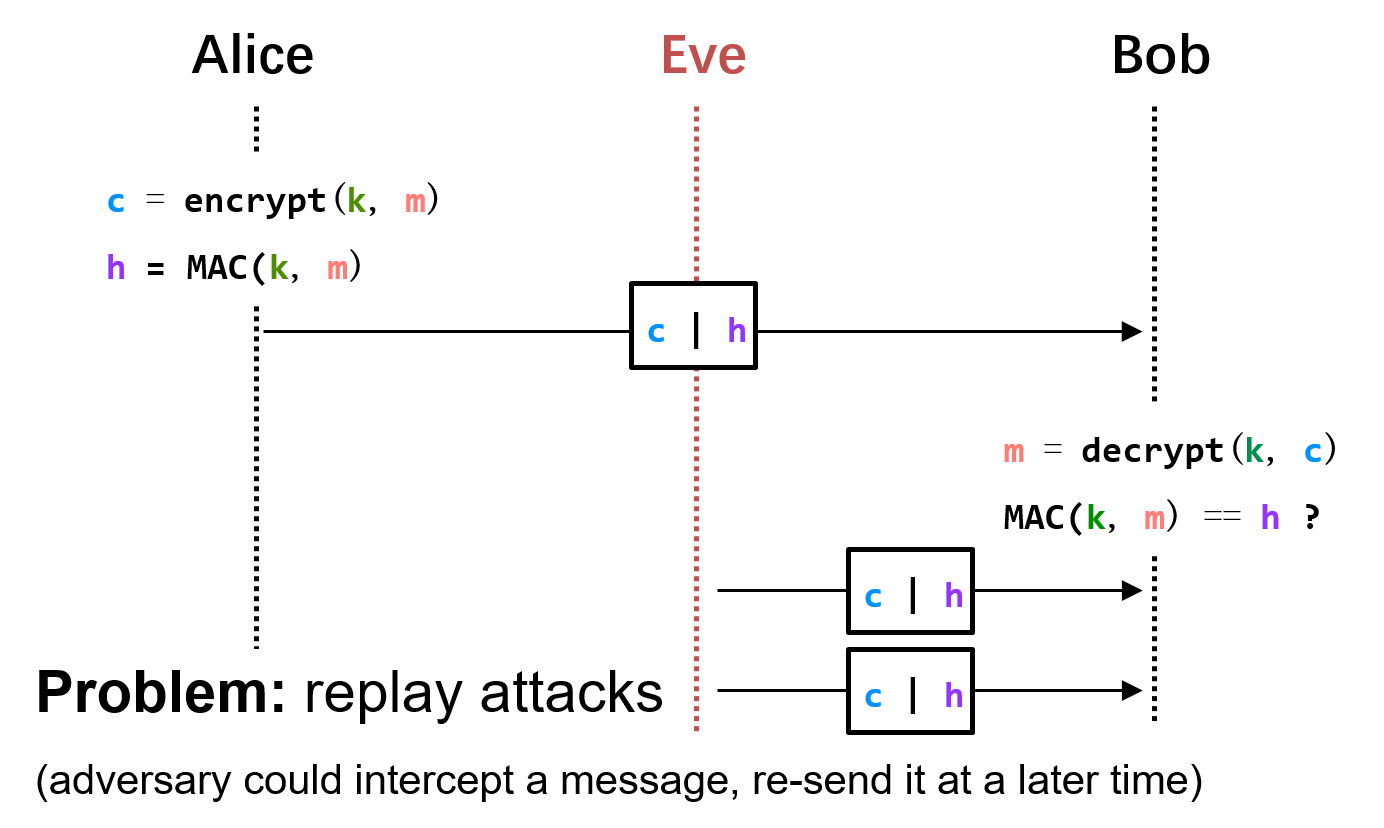 Alice Eve Bob
c = encrypt(k, m)
h = MAC(k, m)
c | h
m = decrypt(k, c)
MAC(k, m) == h ?
c | h
c | h
Problem: replay attacks
(adversary could intercept a message, re-send it at a later time)